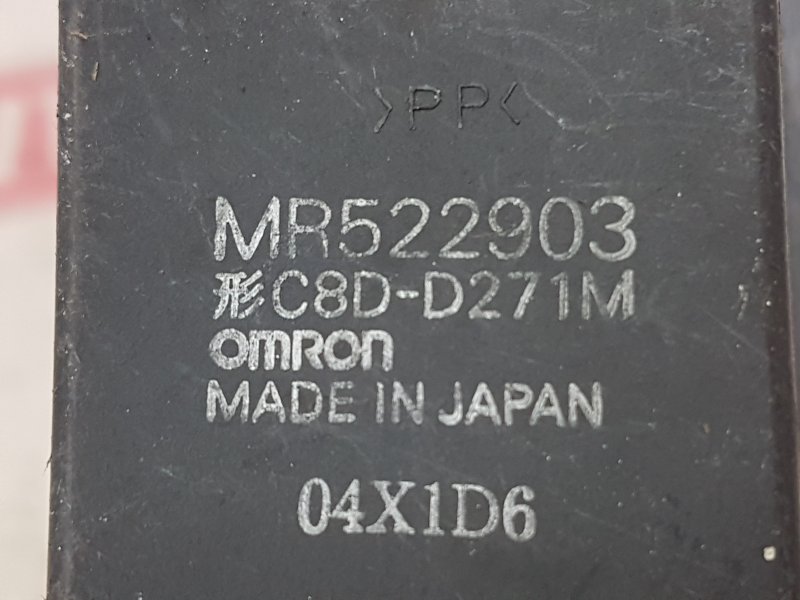 >PP<
MR522903
形C8D-D271M
omron
MADE IN JAPAN
04X1D6